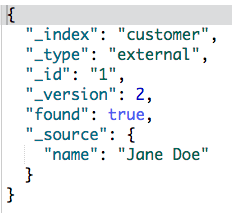 {
  "_index": "customer",
  "_type": "external",
  "_id": "1",
  "_version": 2,
  "found": true,
  "_source": {
    "name": "Jane Doe"
  }
}